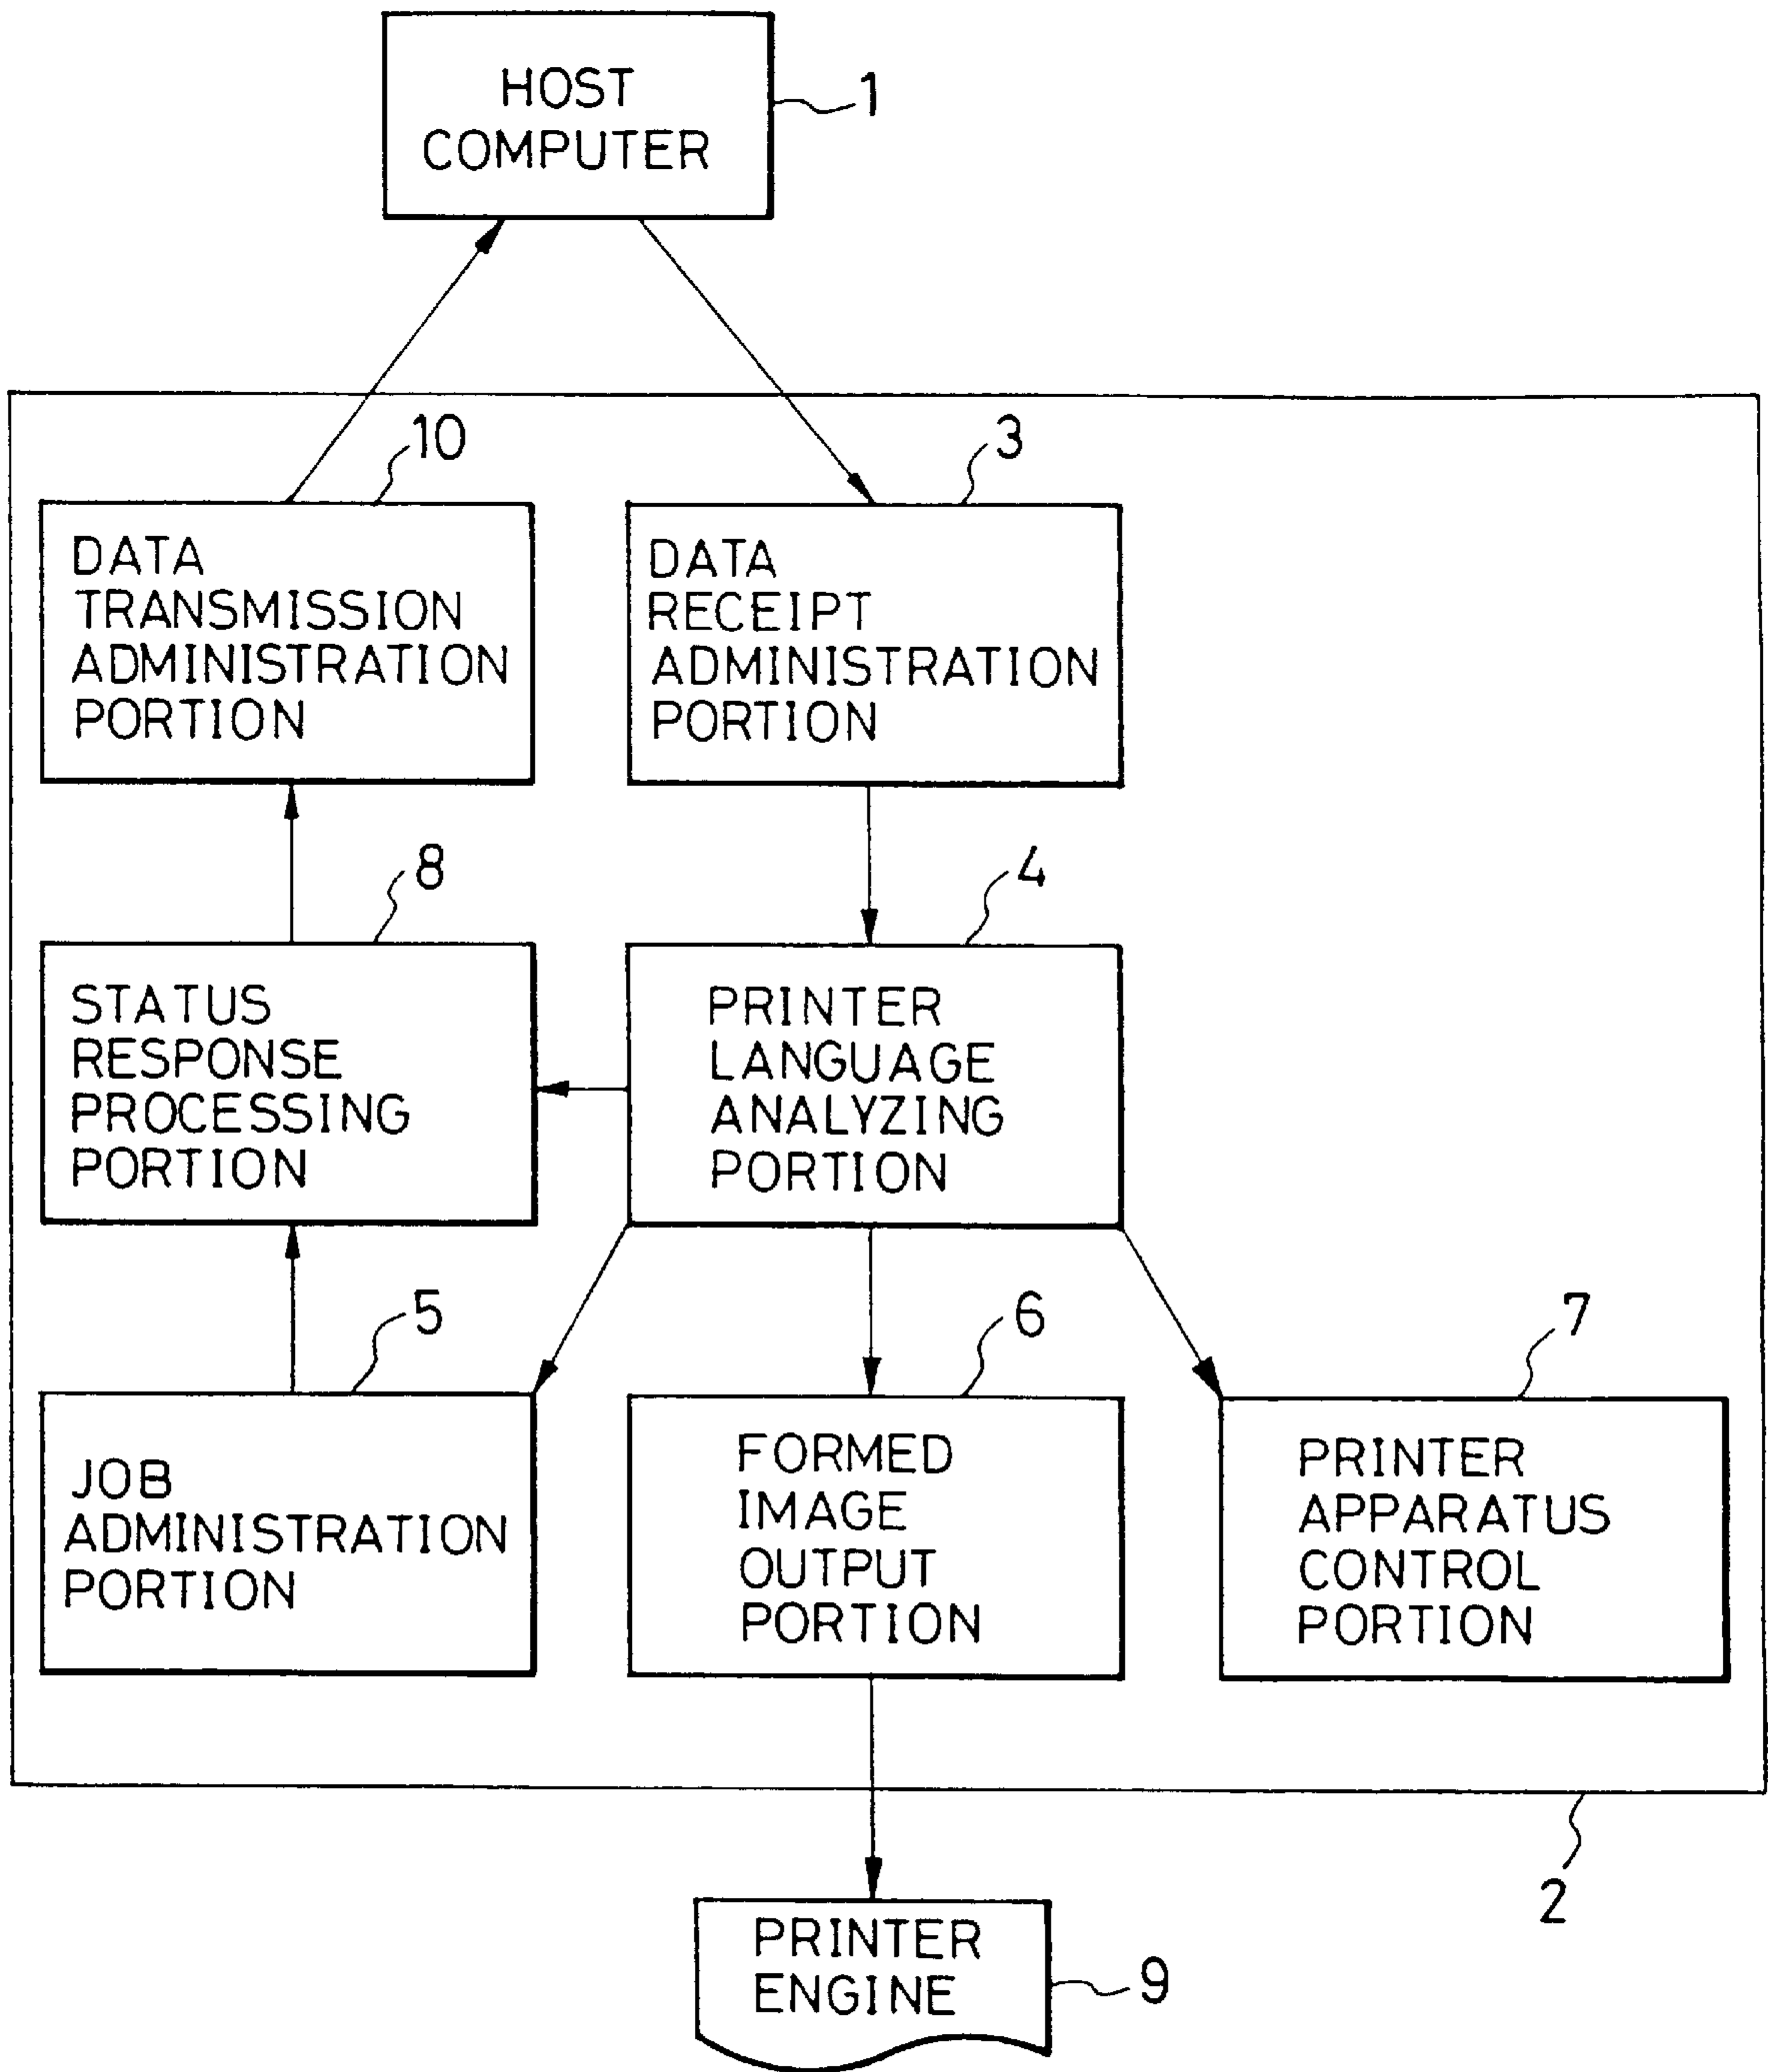 HOST
COMPUTER
1
10
3
DATA
TRANSMISSION
ADMINISTRATION
PORTION
DATA
RECEIPT
ADMINISTRATION
PORTION
8
4
STATUS
RESPONSE
PROCESSING
PORTION
PRINTER
LANGUAGE
ANALYZING
PORTION
5
6
7
JOB
ADMINISTRATION
PORTION
FORMED
IMAGE
OUTPUT
PORTION
PRINTER
APPARATUS
CONTROL
PORTION
2
PRINTER
ENGINE
9